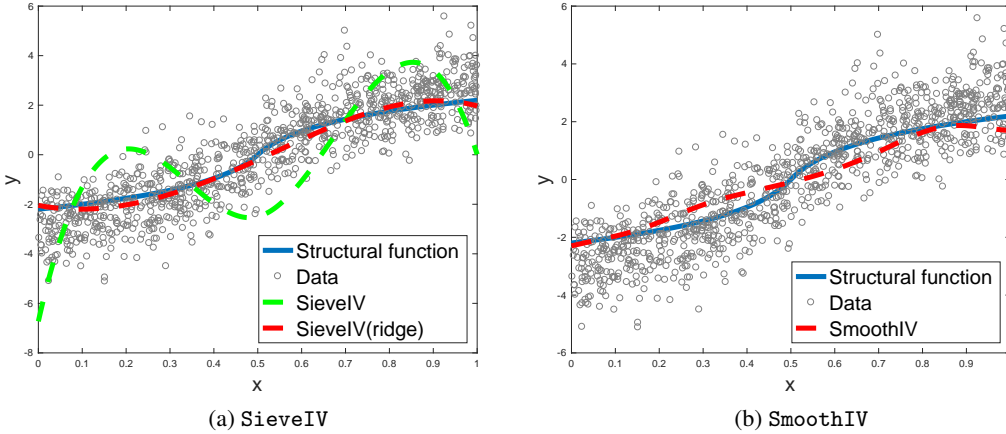 6
4
2
0
-2
-4
-6
-8
y
0
0.1
0.2
0.3
0.4
0.5
0.6
0.7
0.8
0.9
1
x
Structural function
Data
SieveIV
SieveIV(ridge)
(a) SieveIV
6
4
2
0
-2
-4
-6
y
0
0.1
0.2
0.3
0.4
0.5
0.6
0.7
0.8
0.9
x
Structural function
Data
SmoothIV
(b) SmoothIV